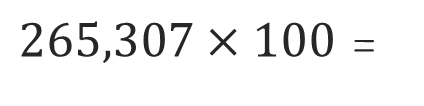 265,307 × 100 =